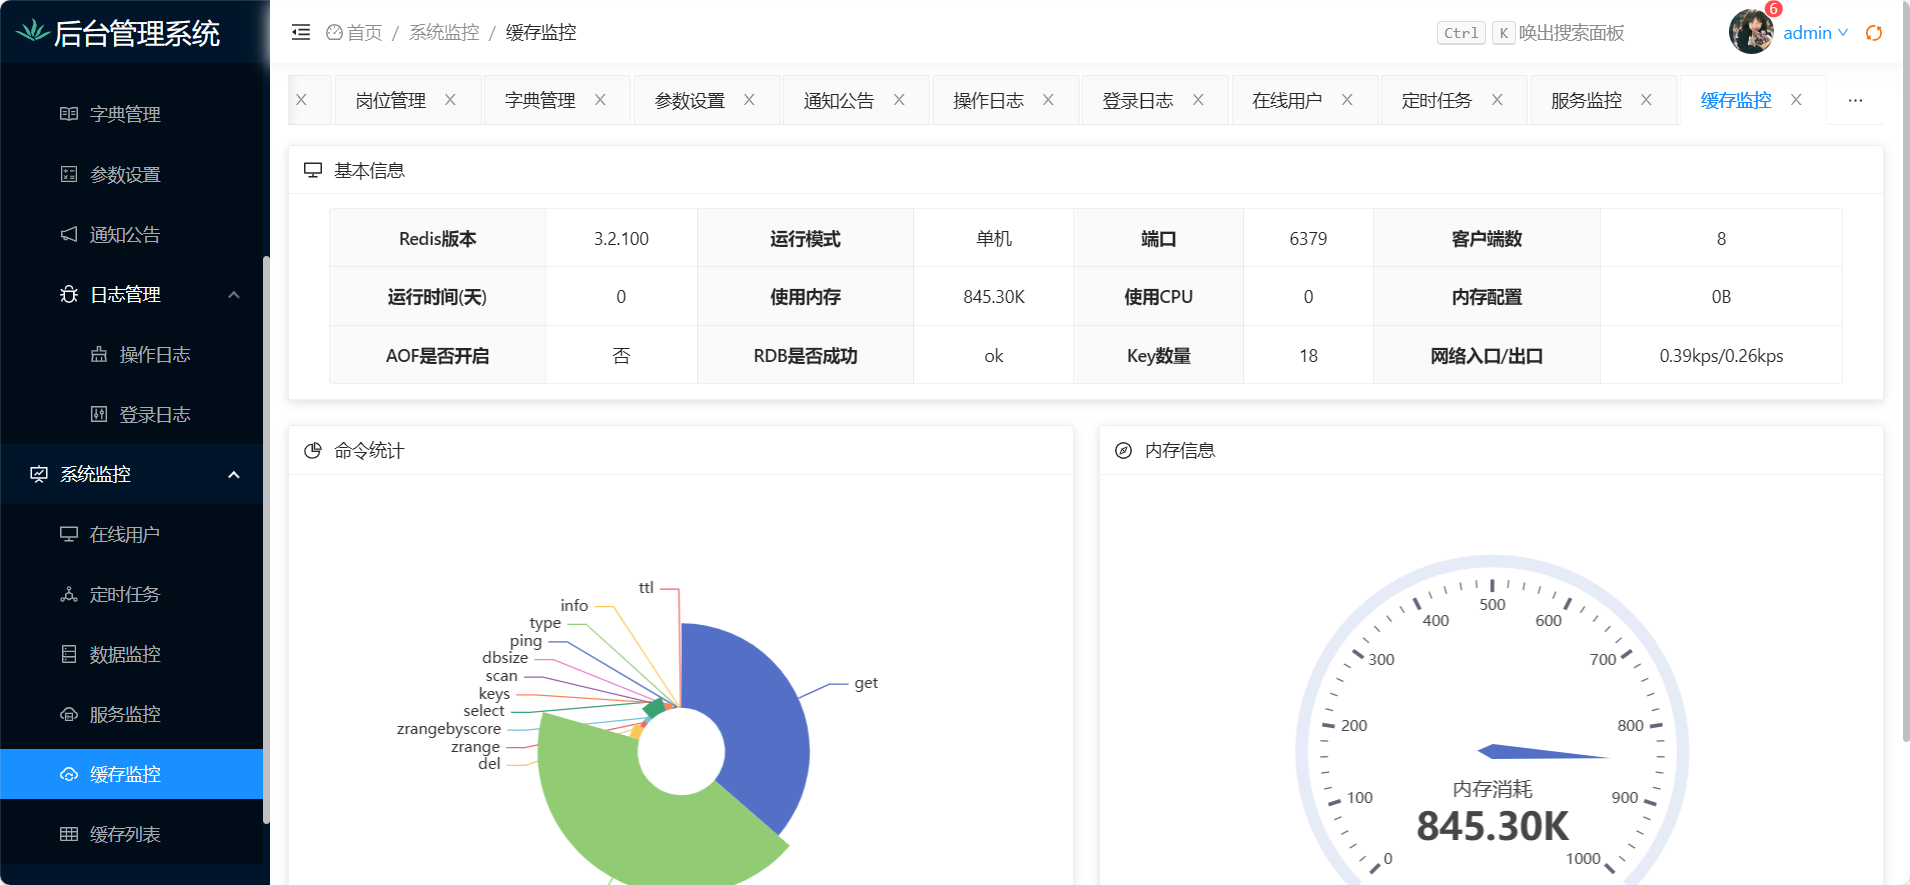 后台管理系统
首页 / 系统监控 / 缓存监控
Ctrl K 唤出搜索面板
6
admin
岗位管理
字典管理
参数设置
通知公告
操作日志
登录日志
在线用户
定时任务
服务监控
缓存监控
...
字典管理
参数设置
通知公告
日志管理
操作日志
登录日志
系统监控
在线用户
定时任务
数据监控
服务监控
缓存监控
缓存列表
基本信息
Redis版本 3.2.100 运行模式 单机 端口 6379 客户端数 8
运行时间(天) 0 使用内存 845.30K 使用CPU 0 内存配置 0B
AOF是否开启 否 RDB是否成功 ok Key数量 18 网络入口/出口 0.39kps/0.26kps
命令统计
ttl
info
type
ping
dbsize
scan
keys
select
zrangebyscore
zrange
del
get
内存信息
0
100
200
300
400
500
600
700
800
900
1000
内存消耗
845.30K